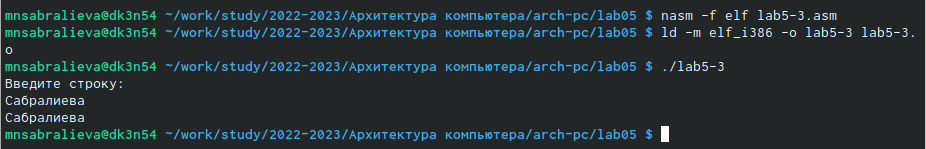 mnsabralieva@dk3n54 ~/work/study/2022-2023/Архитектура компьютера/arch-pc/lab05 $ nasm -f elf lab5-3.asm
mnsabralieva@dk3n54 ~/work/study/2022-2023/Архитектура компьютера/arch-pc/lab05 $ ld -m elf_i386 -o lab5-3 lab5-3.
o
mnsabralieva@dk3n54 ~/work/study/2022-2023/Архитектура компьютера/arch-pc/lab05 $ ./lab5-3
Введите строку:
Сабралиева
Сабралиева
mnsabralieva@dk3n54 ~/work/study/2022-2023/Архитектура компьютера/arch-pc/lab05 $